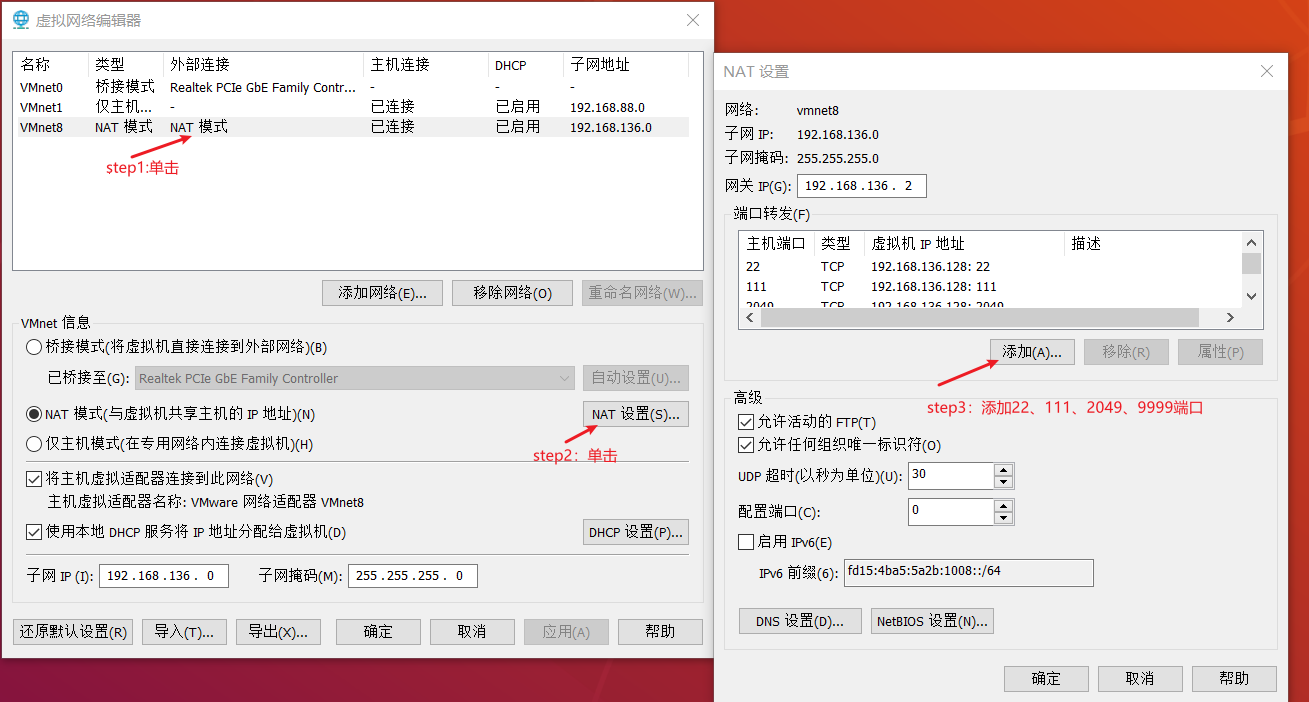 虚拟网络编辑器
名称 类型 外部连接 主机连接 DHCP 子网地址
VMnet0 桥接模式 Realtek PCIe GbE Family Contr... - - -
VMnet1 仅主机... - 已连接 已启用 192.168.88.0
VMnet8 NAT 模式 NAT 模式 已连接 已启用 192.168.136.0
step1:单击
添加网络(E)... 移除网络(O) 重命名网络(W)...
VMnet 信息
桥接模式(将虚拟机直接连接到外部网络)(B)
已桥接至(G): Realtek PCIe GbE Family Controller 自动设置(U)...
NAT 模式(与虚拟机共享主机的 IP 地址)(N) NAT 设置(S)...
仅主机模式(在专用网络内连接虚拟机)(H)
step2：单击
将主机虚拟适配器连接到此网络(V)
主机虚拟适配器名称: VMware 网络适配器 VMnet8
使用本地 DHCP 服务将 IP 地址分配给虚拟机(D) DHCP 设置(P)...
子网 IP (I): 192 . 168 . 136 . 0 子网掩码(M): 255 . 255 . 255 . 0
还原默认设置(R) 导入(T)... 导出(X)... 确定 取消 应用(A) 帮助
NAT 设置
网络: vmnet8
子网 IP: 192.168.136.0
子网掩码: 255.255.255.0
网关 IP(G): 192 . 168 . 136 . 2
端口转发(F)
主机端口 类型 虚拟机 IP 地址 描述
22 TCP 192.168.136.128: 22
111 TCP 192.168.136.128: 111
2049 TCP 192.168.136.128: 2049
添加(A)... 移除(R) 属性(P)
step3：添加22、111、2049、9999端口
高级
允许活动的 FTP(T)
允许任何组织唯一标识符(O)
UDP 超时(以秒为单位)(U): 30
配置端口(C): 0
启用 IPv6(E)
IPv6 前缀(6): fd15:4ba5:5a2b:1008::/64
DNS 设置(D)... NetBIOS 设置(N)...
确定 取消 帮助